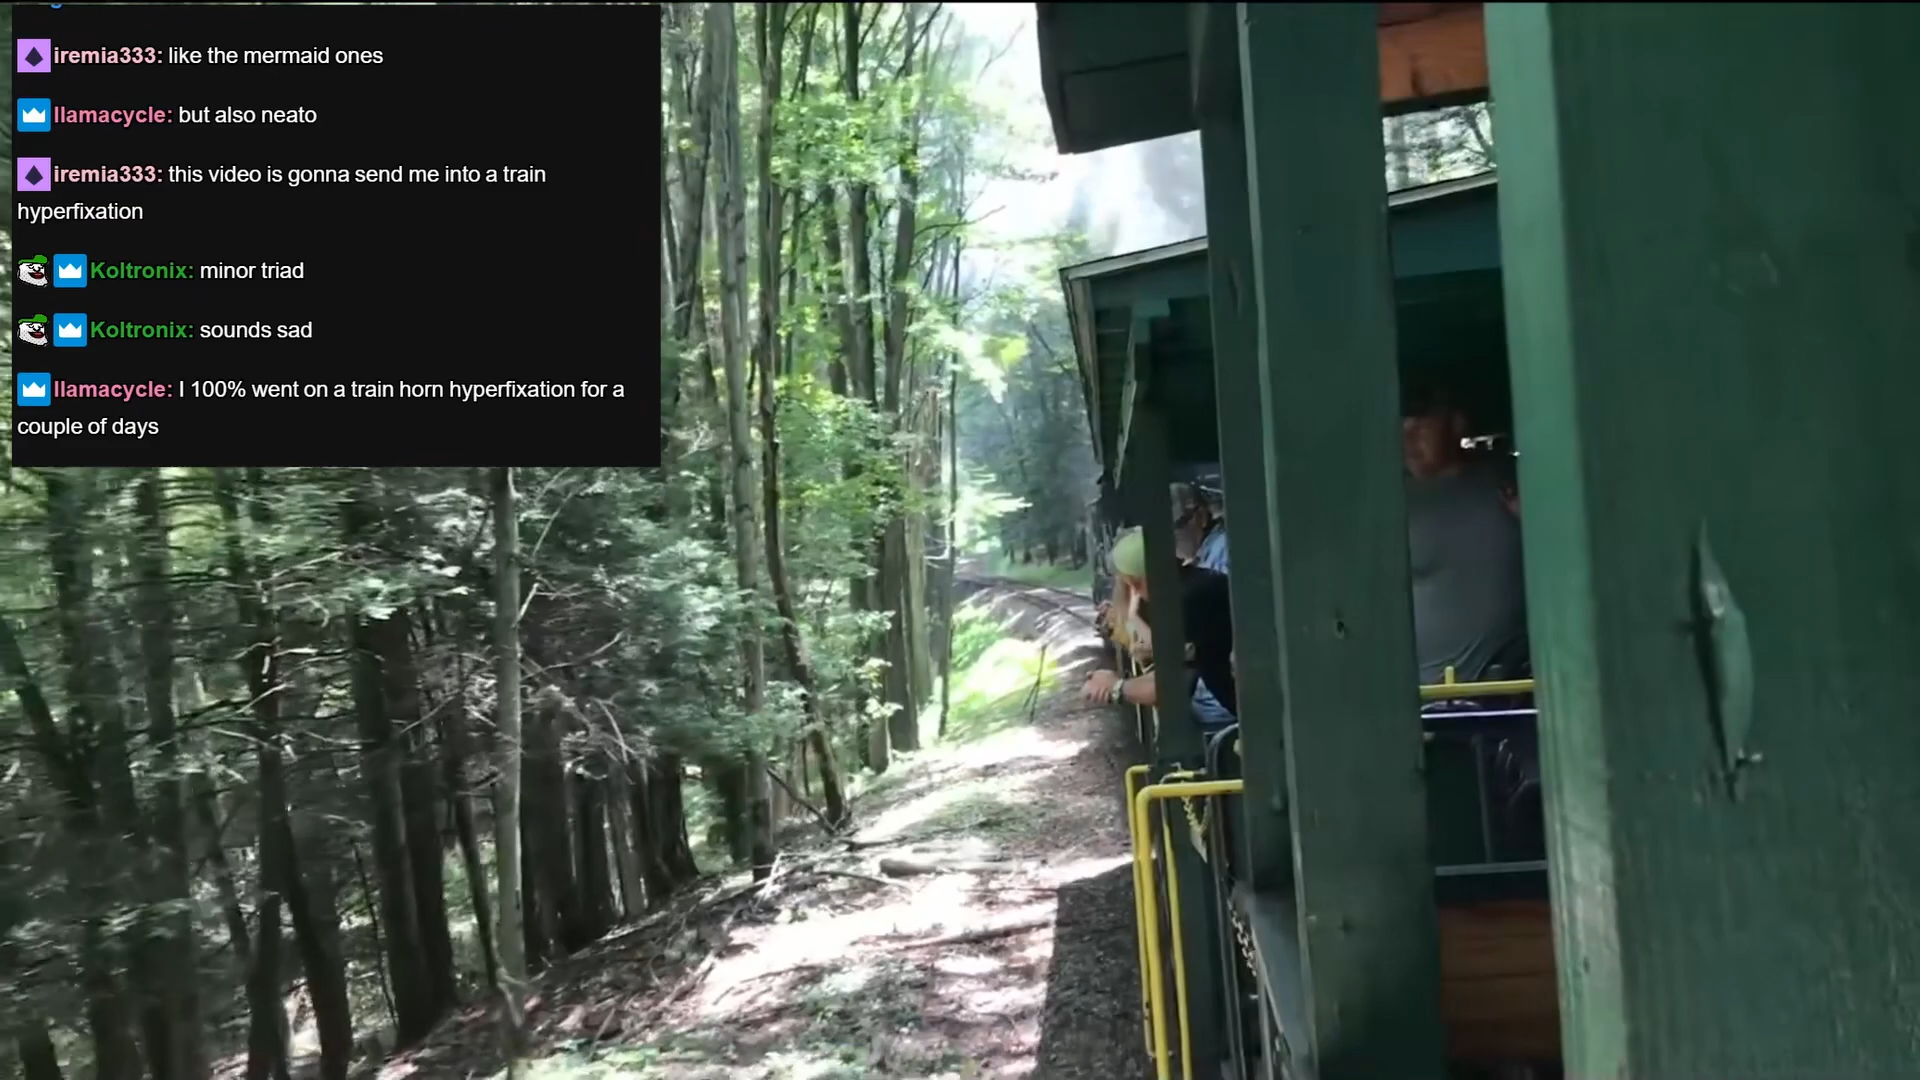 iremia333: like the mermaid ones
llamacycle: but also neato
iremia333: this video is gonna send me into a train
hyperfixation
Koltronix: minor triad
Koltronix: sounds sad
llamacycle: I 100% went on a train horn hyperfixation for a
couple of days